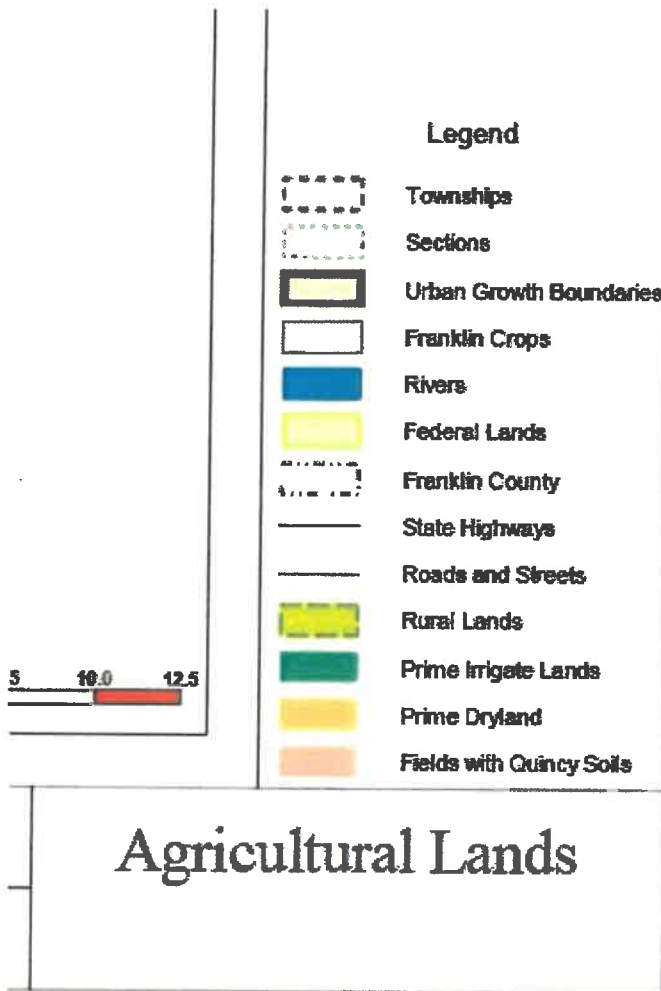 Legend
Townships
Sections
Urban Growth Boundaries
Franklin Crops
Rivers
Federal Lands
Franklin County
State Highways
Roads and Streets
Rural Lands
Prime Irrigate Lands
Prime Dryland
Fields with Quincy Soils
5 10.0 12.5
Agricultural Lands